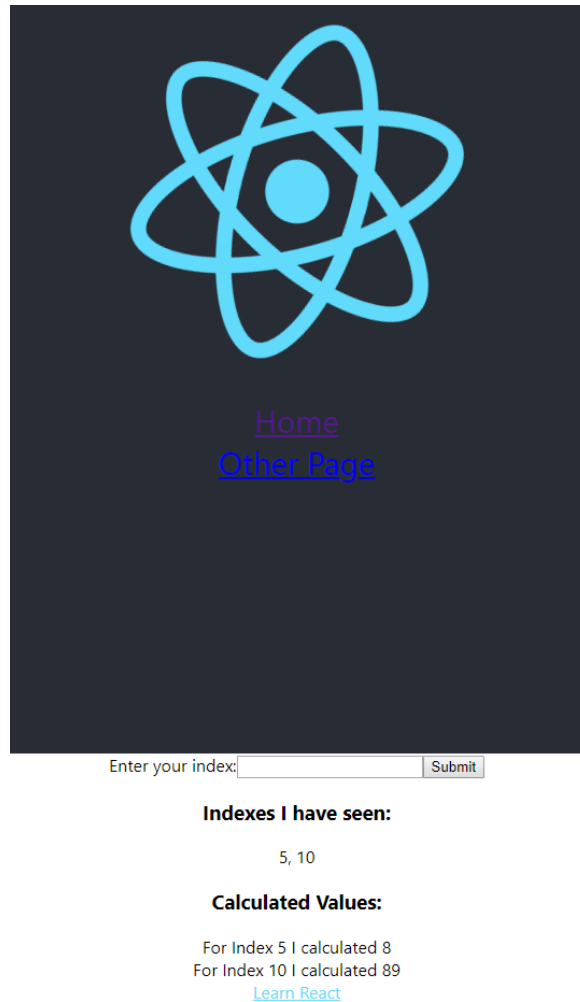 Home
Other Page
Enter your index: Submit
Indexes I have seen:
5, 10
Calculated Values:
For Index 5 I calculated 8
For Index 10 I calculated 89
Learn React